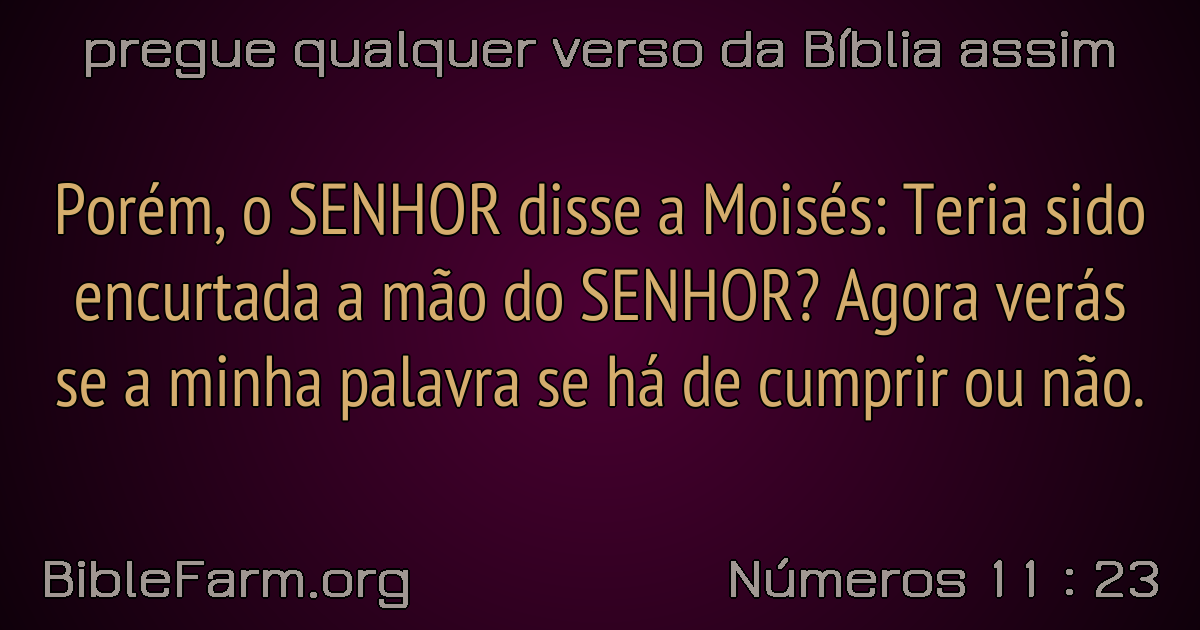 pregue qualquer verso da Bíblia assim
Porém, o SENHOR disse a Moisés: Teria sido
encurtada a mão do SENHOR? Agora verás
se a minha palavra se há de cumprir ou não.
BibleFarm.org
Números 11 : 23